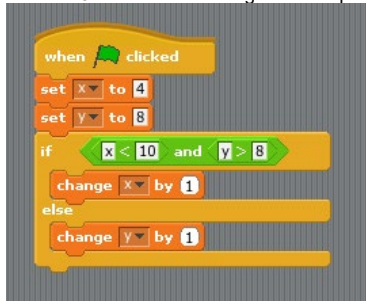 when clicked
set x to 4
set y to 8
if x < 10 and y > 8
change x by 1
else
change y by 1